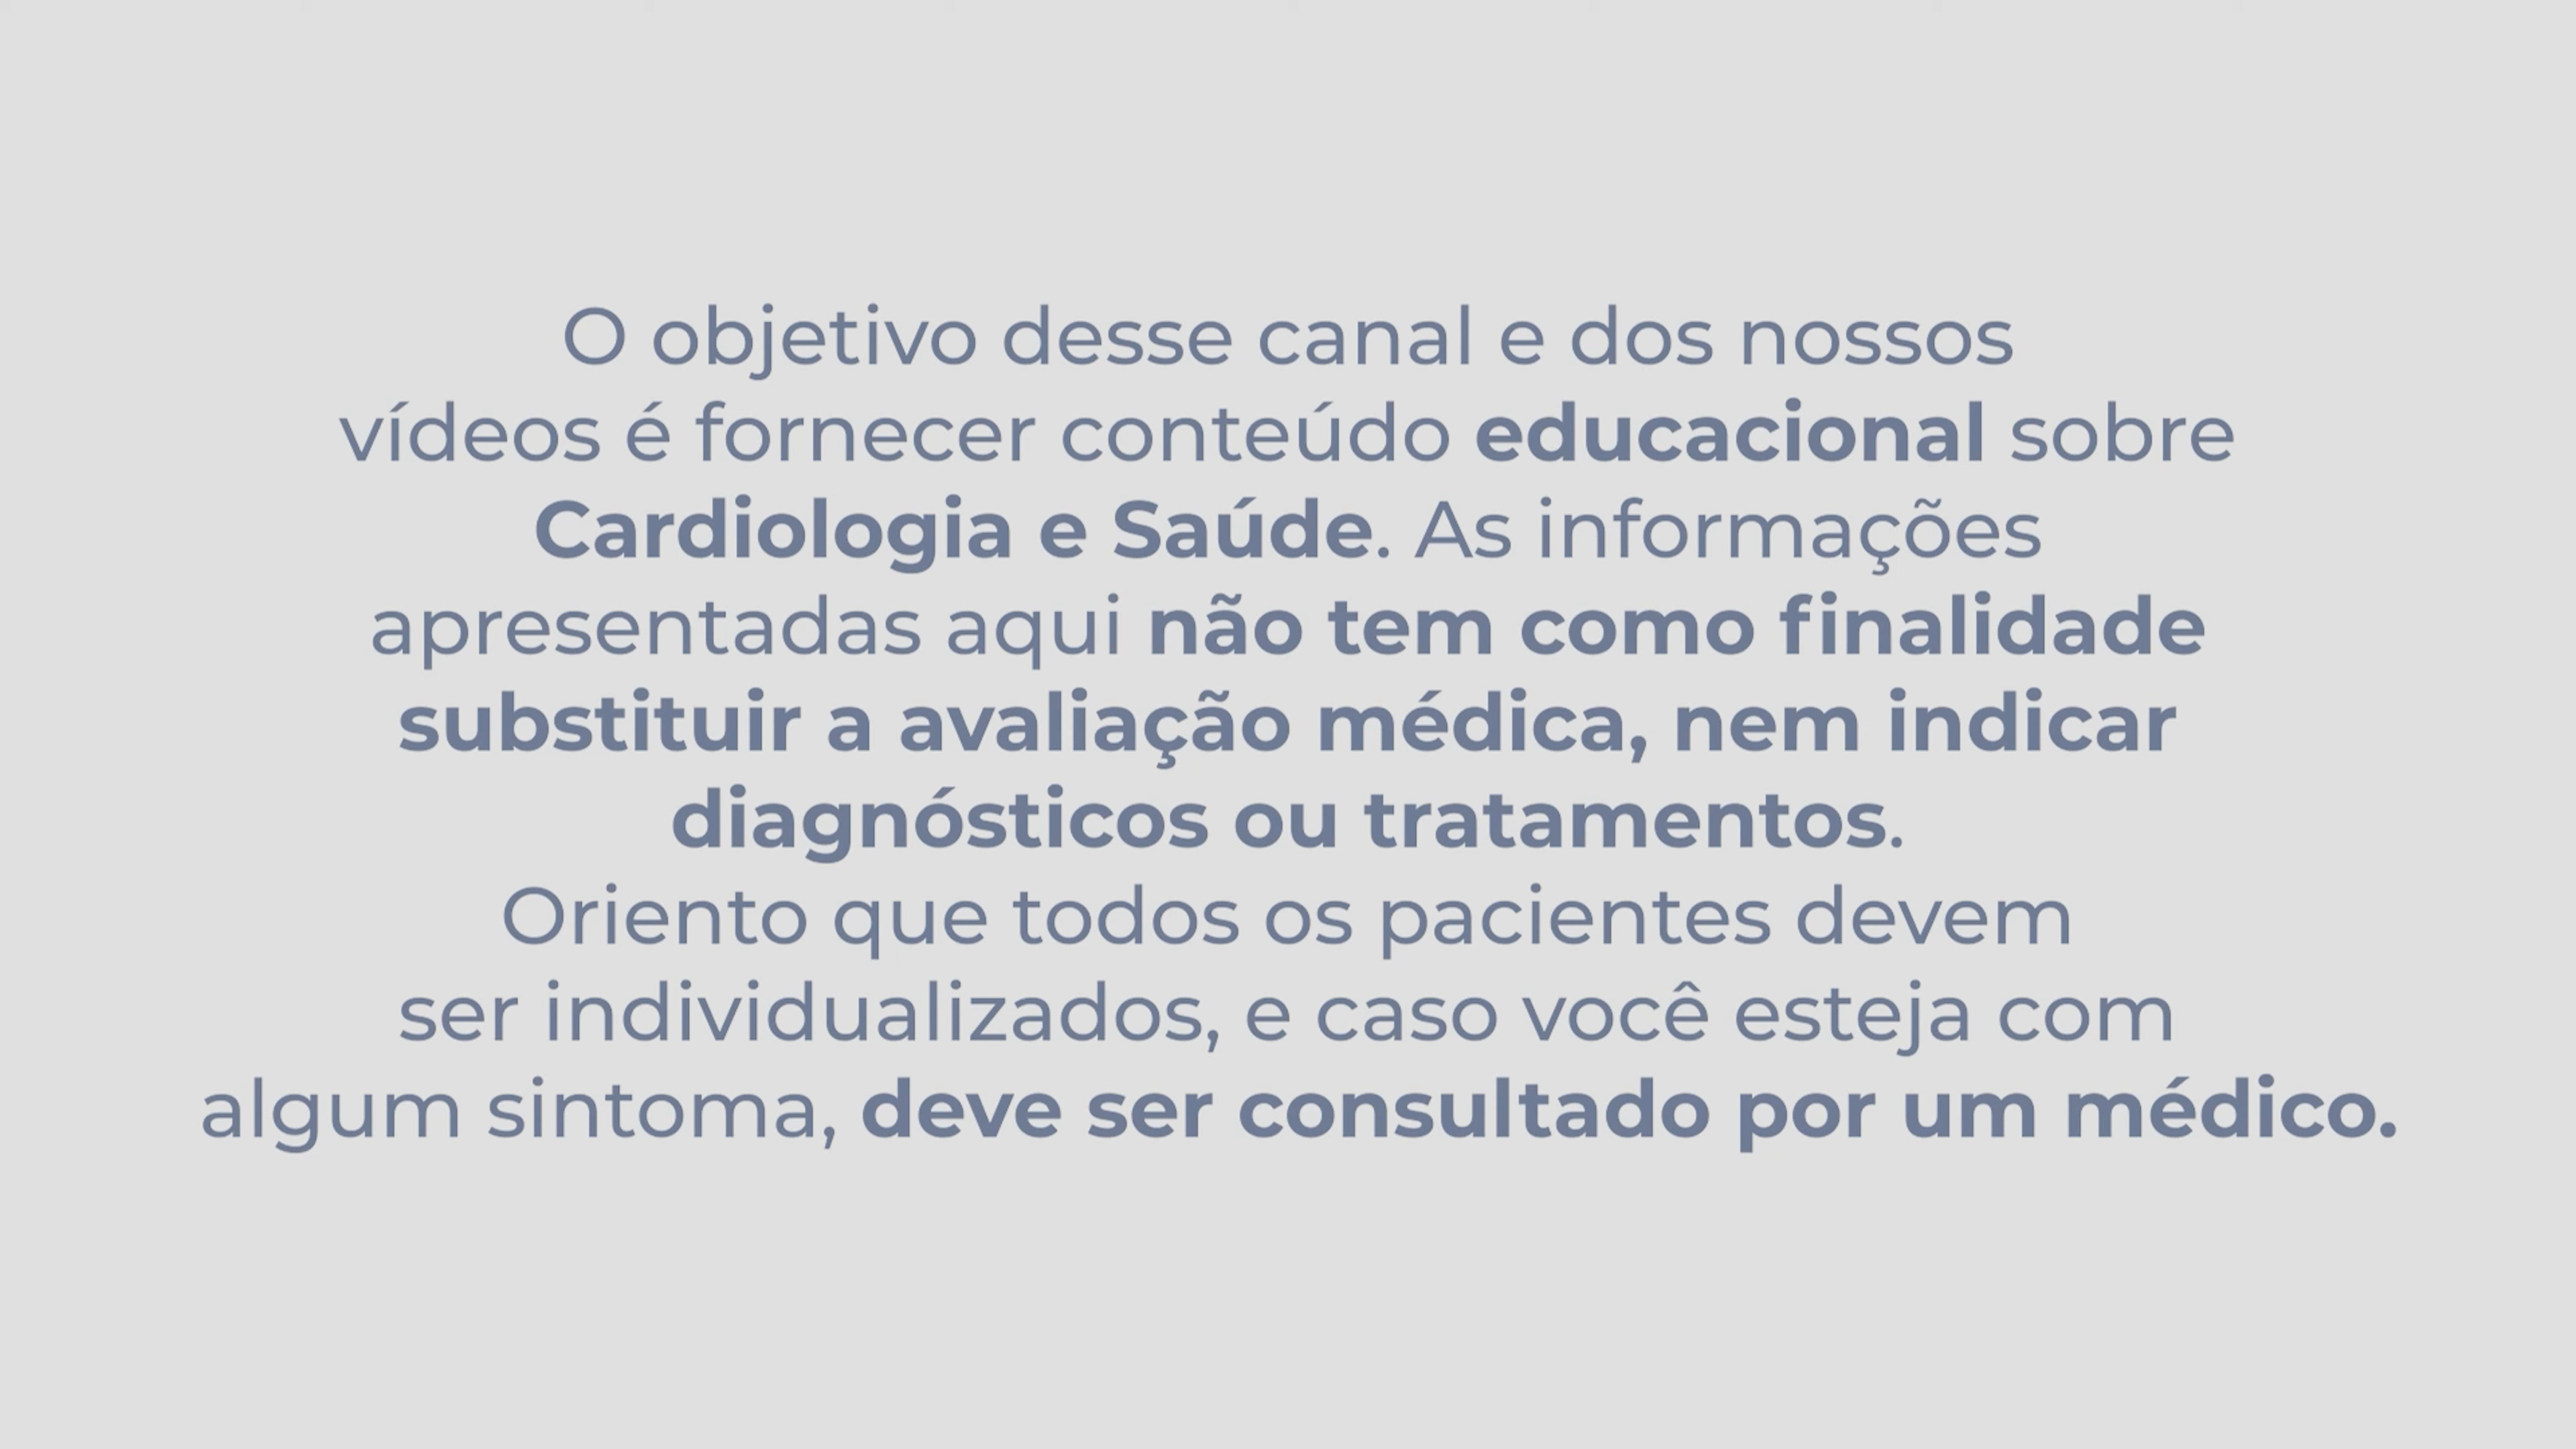 O objetivo desse canal e dos nossos
vídeos é fornecer conteúdo educacional sobre
Cardiologia e Saúde. As informações
apresentadas aqui não tem como finalidade
substituir a avaliação médica, nem indicar
diagnósticos ou tratamentos.
Oriento que todos os pacientes devem
ser individualizados, e caso você esteja com
algum sintoma, deve ser consultado por um médico.